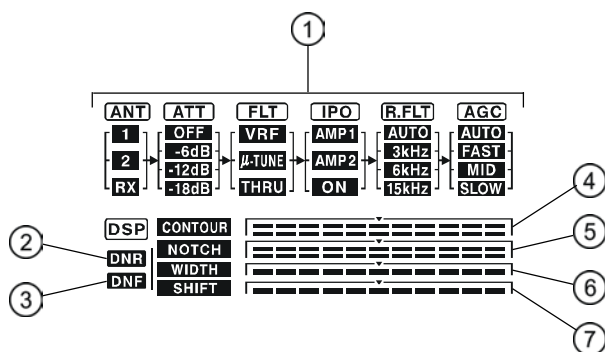 1
ANT ATT FLT IPO R.FLT AGC
1 OFF VRF AMP1 AUTO AUTO
-6dB 3kHz FAST
2 μ-TUNE AMP2
-12dB 6kHz MID
RX -18dB THRU ON 15kHz SLOW
4
DSP CONTOUR
5
2 DNR NOTCH
WIDTH 6
3 DNF SHIFT
7